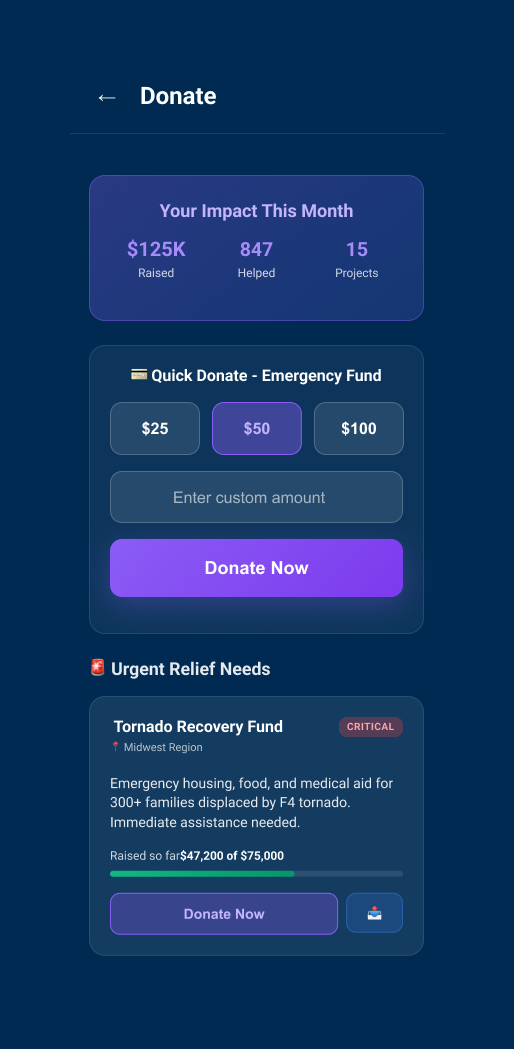 ← Donate
Your Impact This Month
$125K 847 15
Raised Helped Projects
💳 Quick Donate - Emergency Fund
$25 $50 $100
Enter custom amount
Donate Now
🚨 Urgent Relief Needs
Tornado Recovery Fund CRITICAL
📍 Midwest Region
Emergency housing, food, and medical aid for
300+ families displaced by F4 tornado.
Immediate assistance needed.
Raised so far$47,200 of $75,000
Donate Now 📤